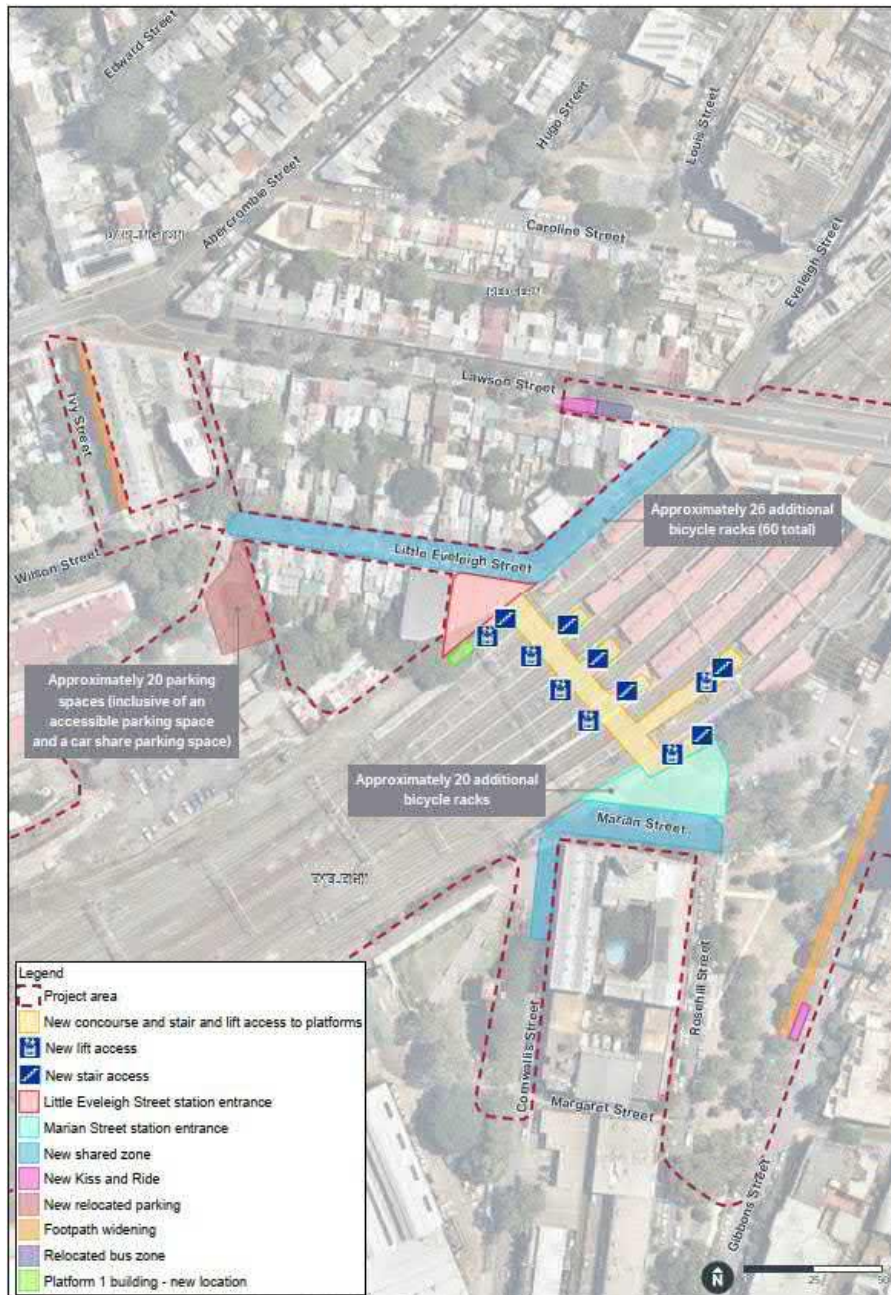 Edward Street
Hugo Street
Louis Street
Abercrombie Street
Caroline Street
Eveleigh Street
REDFERN
Lawson Street
Ivy Street
Approximately 26 additional
bicycle racks (60 total)
Wilson Street
Little Eveleigh Street
Approximately 20 parking
spaces (inclusive of an
accessible parking space
and a car share parking space)
Approximately 20 additional
bicycle racks
Marian Street
EVELEIGH
Rosehill Street
Cornwallis Street
Margaret Street
Gibbons Street
Legend
Project area
New concourse and stair and lift access to platforms
New lift access
New stair access
Little Eveleigh Street station entrance
Marian Street station entrance
New shared zone
New Kiss and Ride
New relocated parking
Footpath widening
Relocated bus zone
Platform 1 building - new location
N
25
50